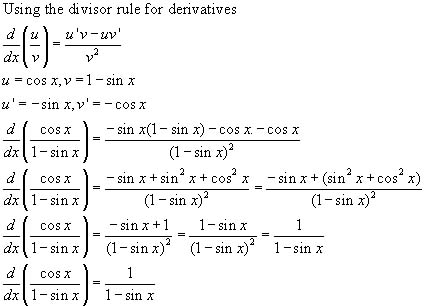 Using the divisor rule for derivatives
d/dx (u/v) = (u'v − uv')/v²
u = cos x, v = 1 − sin x
u' = − sin x, v' = − cos x
d/dx (cos x/(1 − sin x)) = (− sin x(1 − sin x) − cos x. − cos x)/(1 − sin x)²
d/dx (cos x/(1 − sin x)) = (− sin x + sin² x + cos² x)/(1 − sin x)² = (− sin x + (sin² x + cos² x))/(1 − sin x)²
d/dx (cos x/(1 − sin x)) = (− sin x + 1)/(1 − sin x)² = (1 − sin x)/(1 − sin x)² = 1/(1 − sin x)
d/dx (cos x/(1 − sin x)) = 1/(1 − sin x)